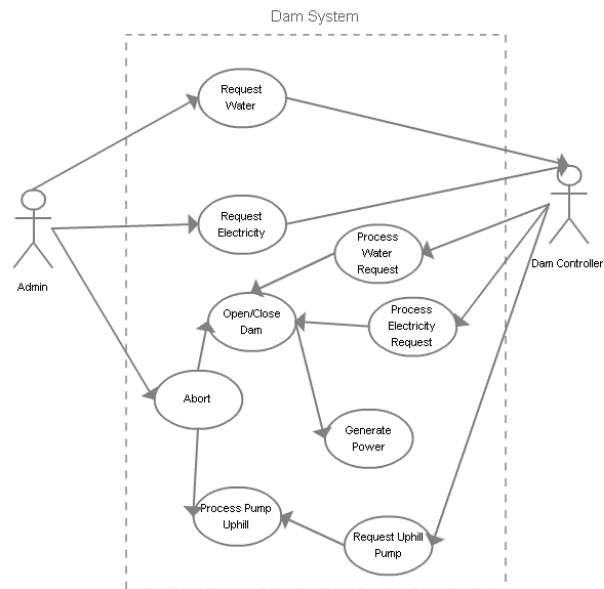 Dam System
Request
Water
Request
Electricity
Process
Water
Request
Admin
Dam Controller
Open/Close
Dam
Process
Electricity
Request
Abort
Generate
Power
Process Pump
Uphill
Request Uphill
Pump